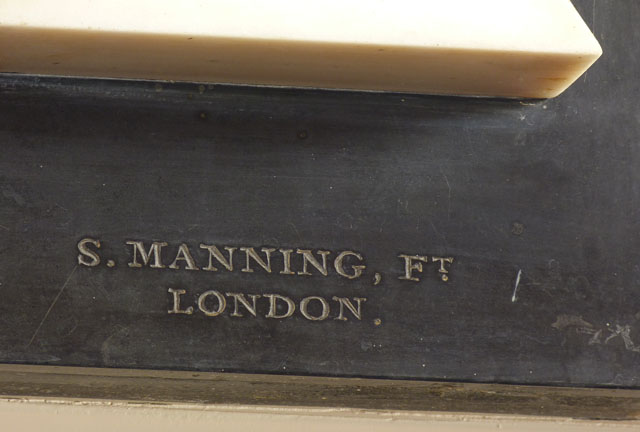 S. MANNING, FT.
LONDON.